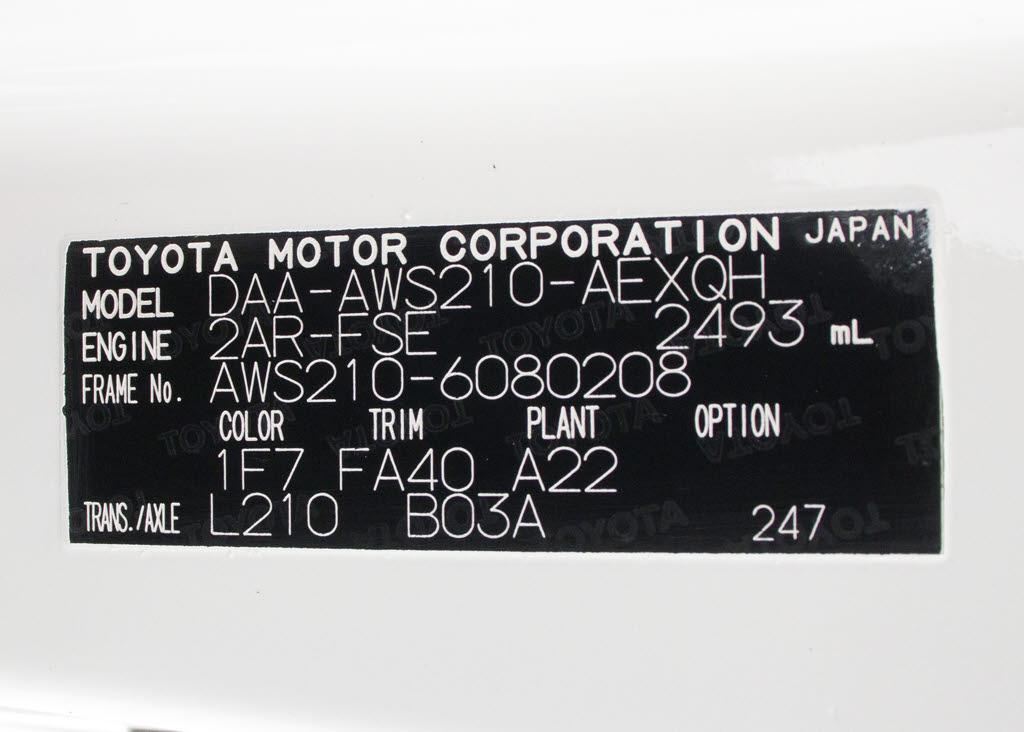 TOYOTA MOTOR CORPORATION JAPAN
MODEL DAA-AWS210-AEXQH
ENGINE 2AR-FSE 2493 mL
FRAME No. AWS210-6080208
COLOR TRIM PLANT OPTION
1F7 FA40 A22
TRANS./AXLE L210 B03A 247